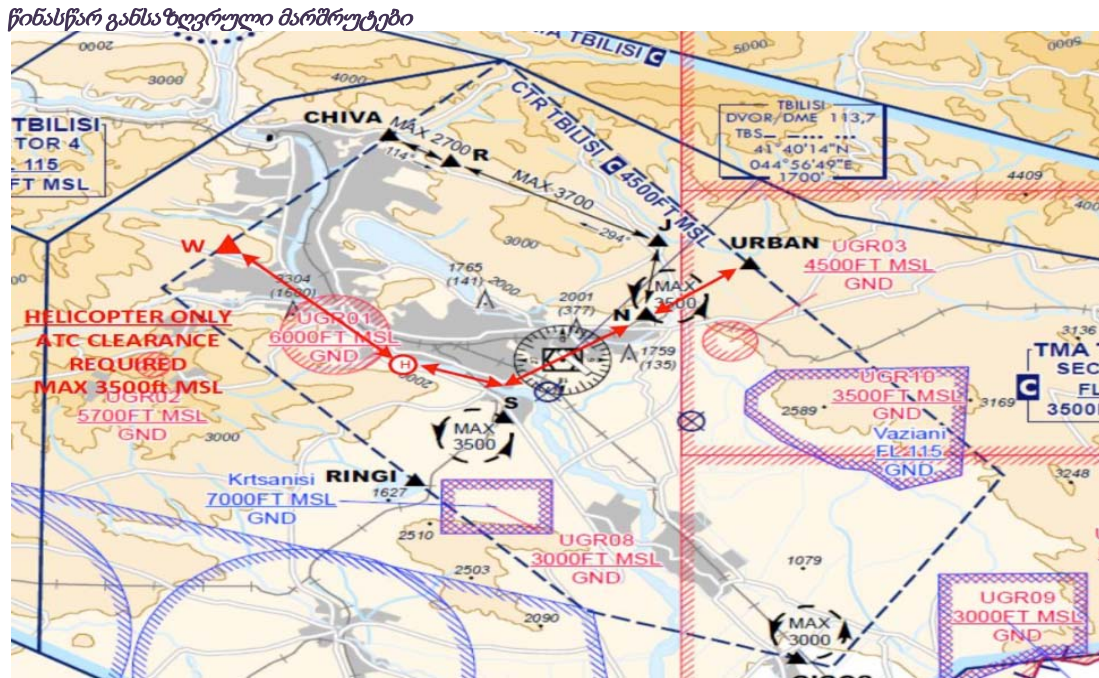 წინასწარ განსაზღვრული მარშრუტები
2000
3000
4000
TBILISI C
5000
5000
CHIVA
MAX 2700
114°
R
CTR TBILISI C 4500FT MSL
TBILISI
DVOR/DME 113,7
TBS
41°40'14"N
044°56'49"E
1700'
TBILISI
TOR 4
115
FT MSL
MAX 3700
294°
4409
3000
J
URBAN
UGR03
4500FT MSL
GND
W
2304
(1660)
1765
(141)
2000
2001
(377)
N
MAX
3500
HELICOPTER ONLY
ATC CLEARANCE
REQUIRED
MAX 3500ft MSL
UGR01
6000FT MSL
GND
H
2000
1759
(135)
3136
TMA T
SEC
FL
3500
C
UGR02
5700FT MSL
GND
3000
S
MAX
3500
UGR10
3500FT MSL
GND
2589
3169
Vaziani
FL 115
GND
RINGI
1627
Krtsanisi
7000FT MSL
GND
3248
2510
UGR08
3000FT MSL
GND
2503
1079
2090
MAX
3000
UGR09
3000FT MSL
GND